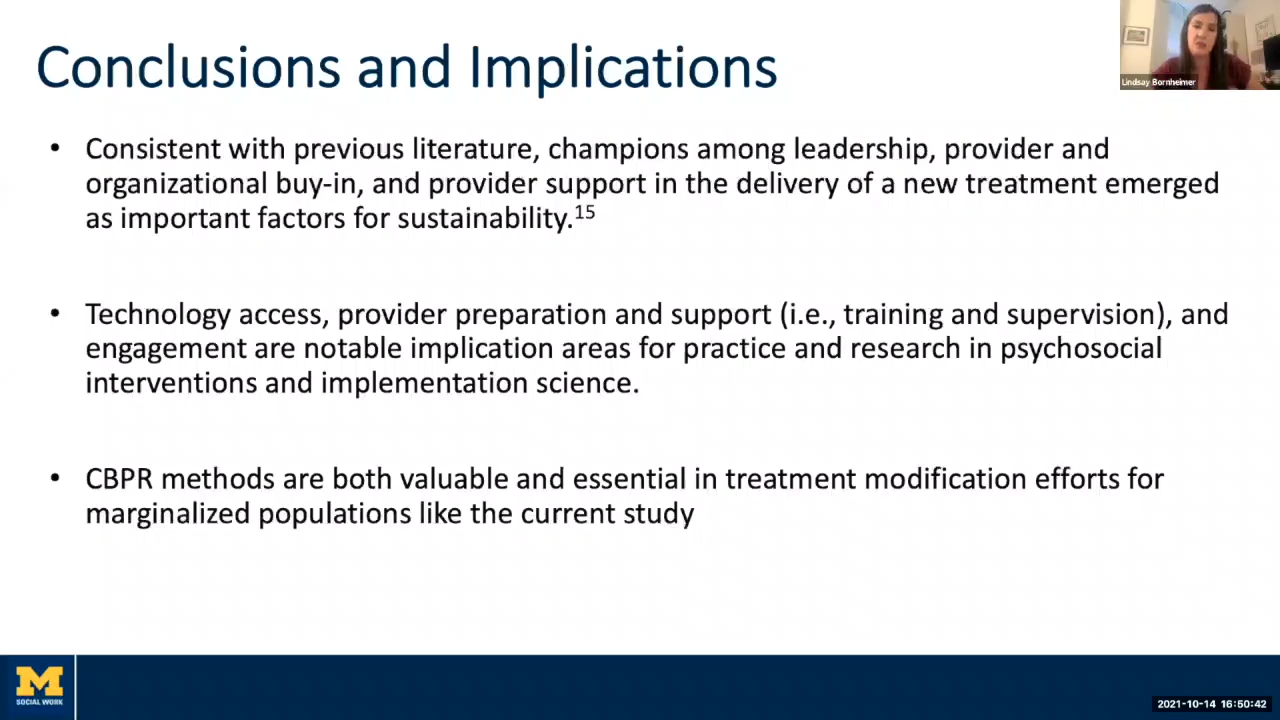 Conclusions and Implications
Lindsay Bornheimer
• Consistent with previous literature, champions among leadership, provider and
organizational buy-in, and provider support in the delivery of a new treatment emerged
as important factors for sustainability.15
• Technology access, provider preparation and support (i.e., training and supervision), and
engagement are notable implication areas for practice and research in psychosocial
interventions and implementation science.
• CBPR methods are both valuable and essential in treatment modification efforts for
marginalized populations like the current study
M
SOCIAL WORK
2021-10-14 16:50:42